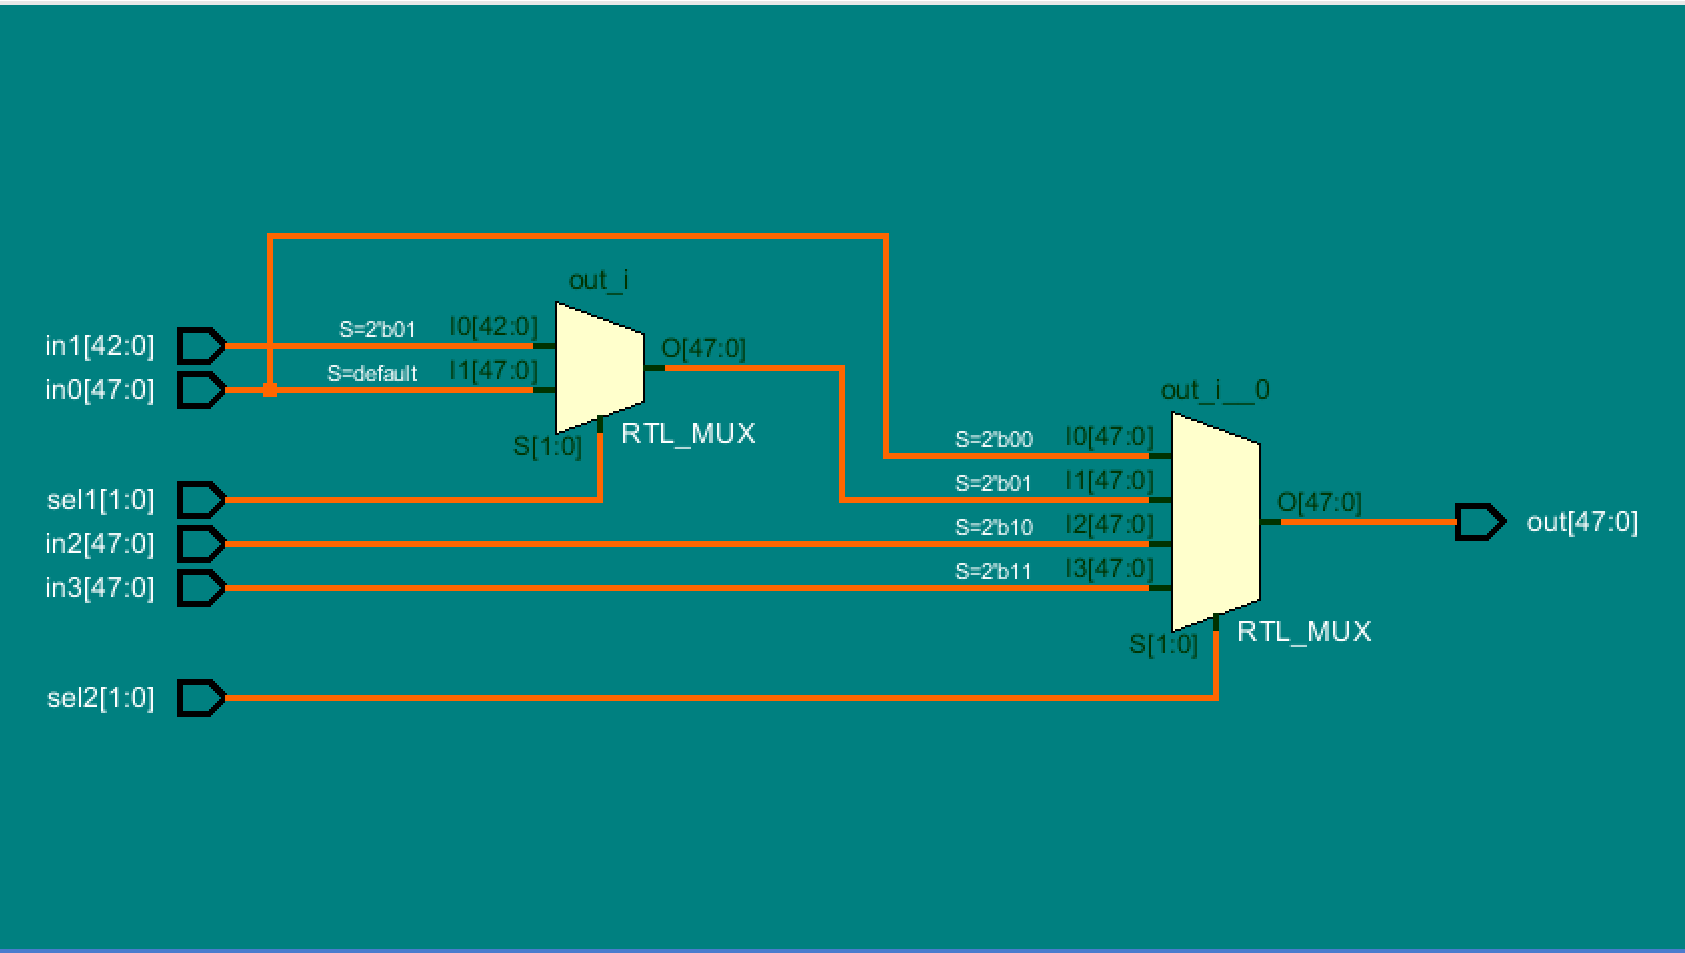 out_i
in1[42:0]
S=2'b01
I0[42:0]
O[47:0]
in0[47:0]
S=default
I1[47:0]
S[1:0]
RTL_MUX
out_i__0
S=2'b00
I0[47:0]
sel1[1:0]
S=2'b01
I1[47:0]
O[47:0]
out[47:0]
in2[47:0]
S=2'b10
I2[47:0]
in3[47:0]
S=2'b11
I3[47:0]
S[1:0]
RTL_MUX
sel2[1:0]